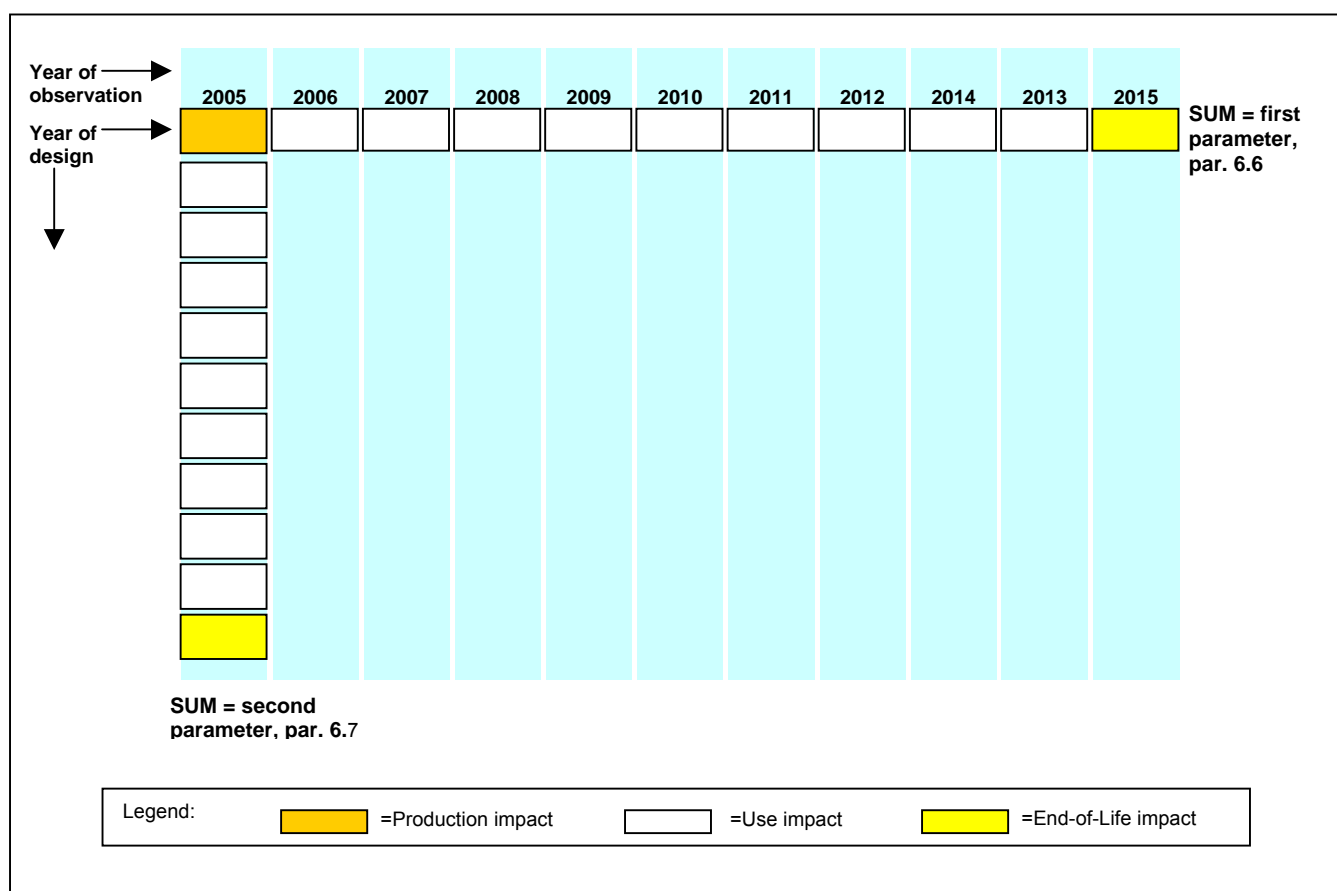 Year of
observation
2005 2006 2007 2008 2009 2010 2011 2012 2014 2013 2015
Year of
design
SUM = first
parameter,
par. 6.6
SUM = second
parameter, par. 6.7
Legend: =Production impact =Use impact =End-of-Life impact